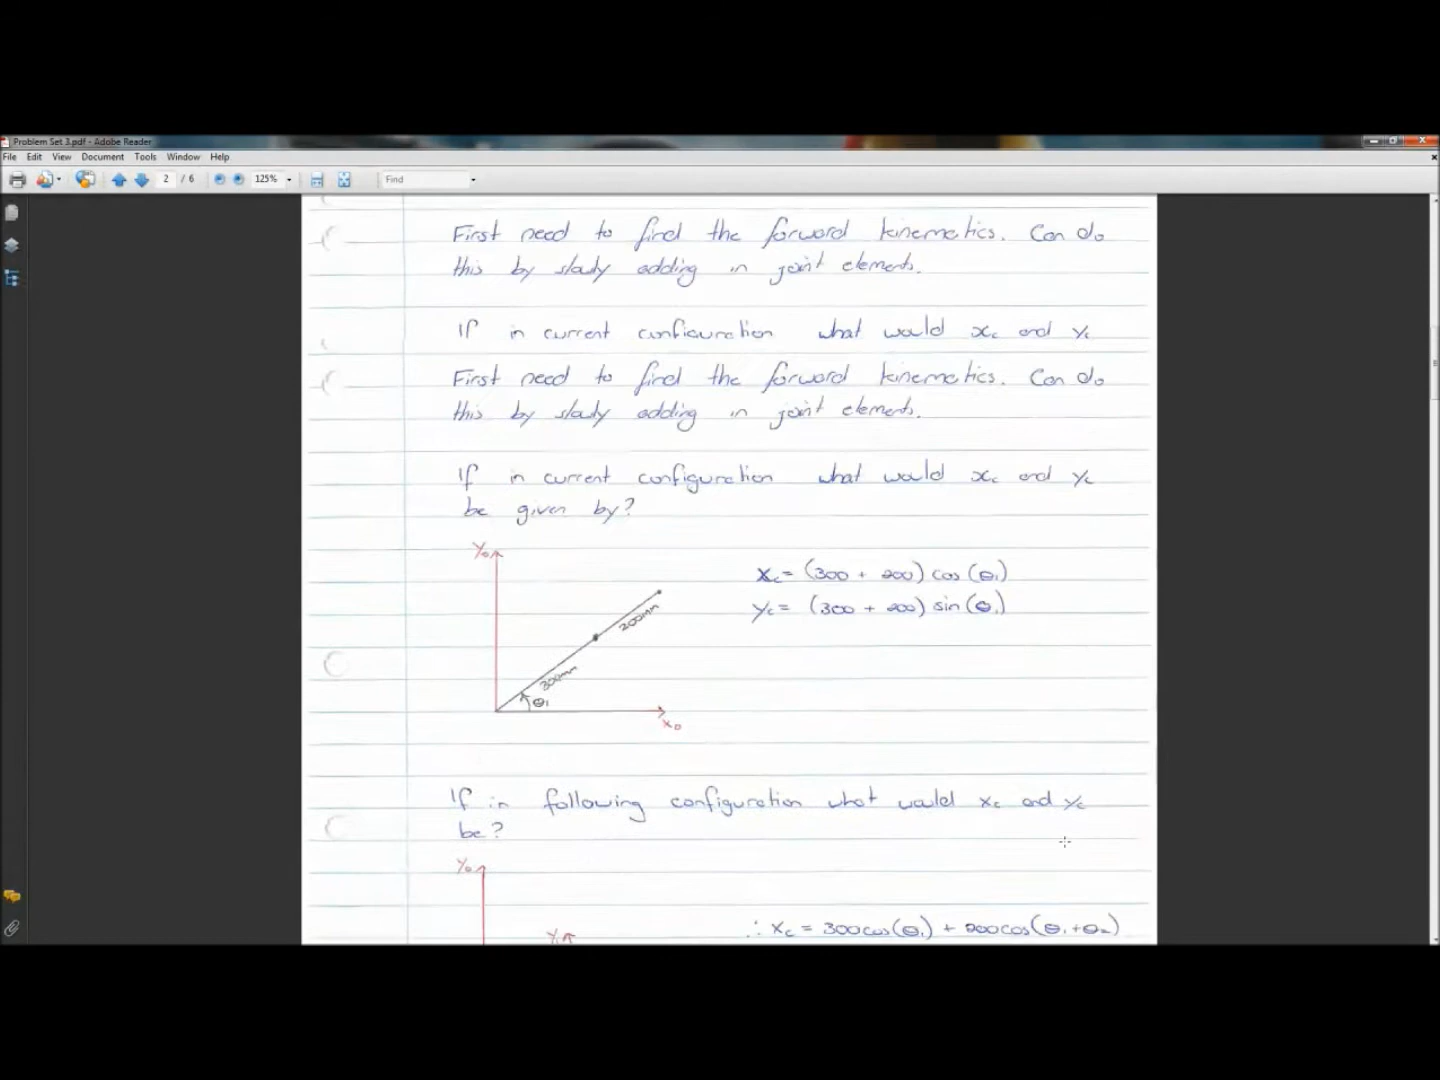 Problem Set 3.pdf - Adobe Reader
File Edit View Document Tools Window Help
2 / 6 125% Find
First need to find the forward kinematics. Can do
this by slowly adding in joint elements.
If in current configuration what would xc and yc
First need to find the forward kinematics. Can do
this by slowly adding in joint elements.
If in current configuration what would xc and yc
be given by?
Y₀
xc = (300 + 200) cos(θ₁)
yc = (300 + 200) sin(θ₁)
200mm
300mm
θ₁
X₀
If in following configuration what would xc and yc
be?
Y₀
∴ xc = 300cos(θ₁) + 200cos(θ₁+θ₂)
Y₁